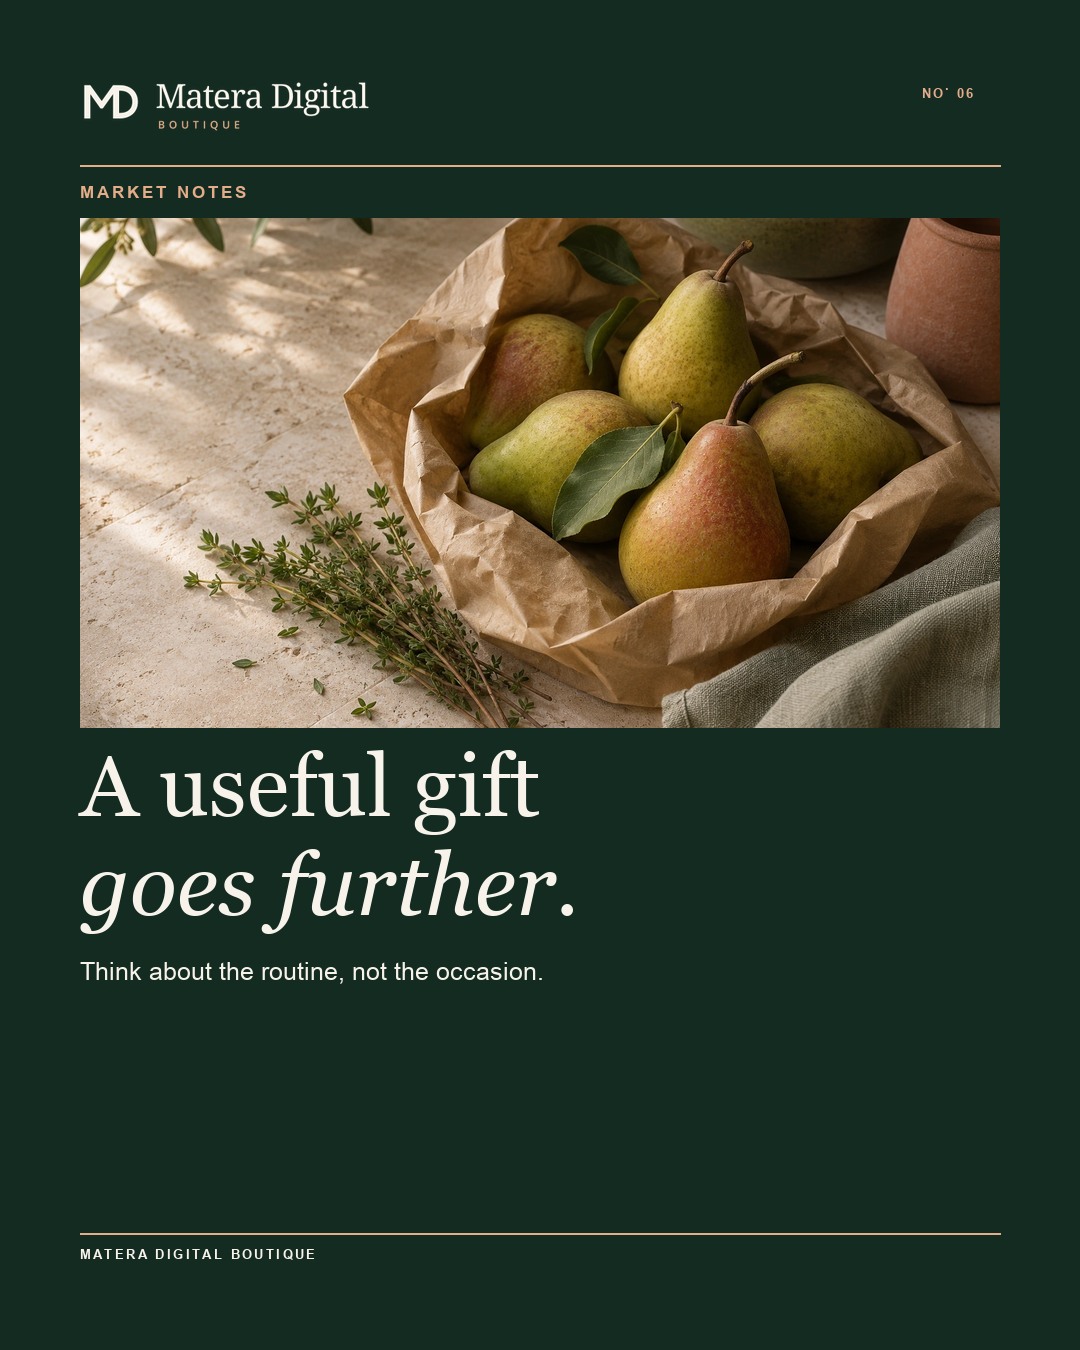 MD Matera Digital
BOUTIQUE
NO˙ 06
MARKET NOTES
A useful gift
goes further.
Think about the routine, not the occasion.
MATERA DIGITAL BOUTIQUE